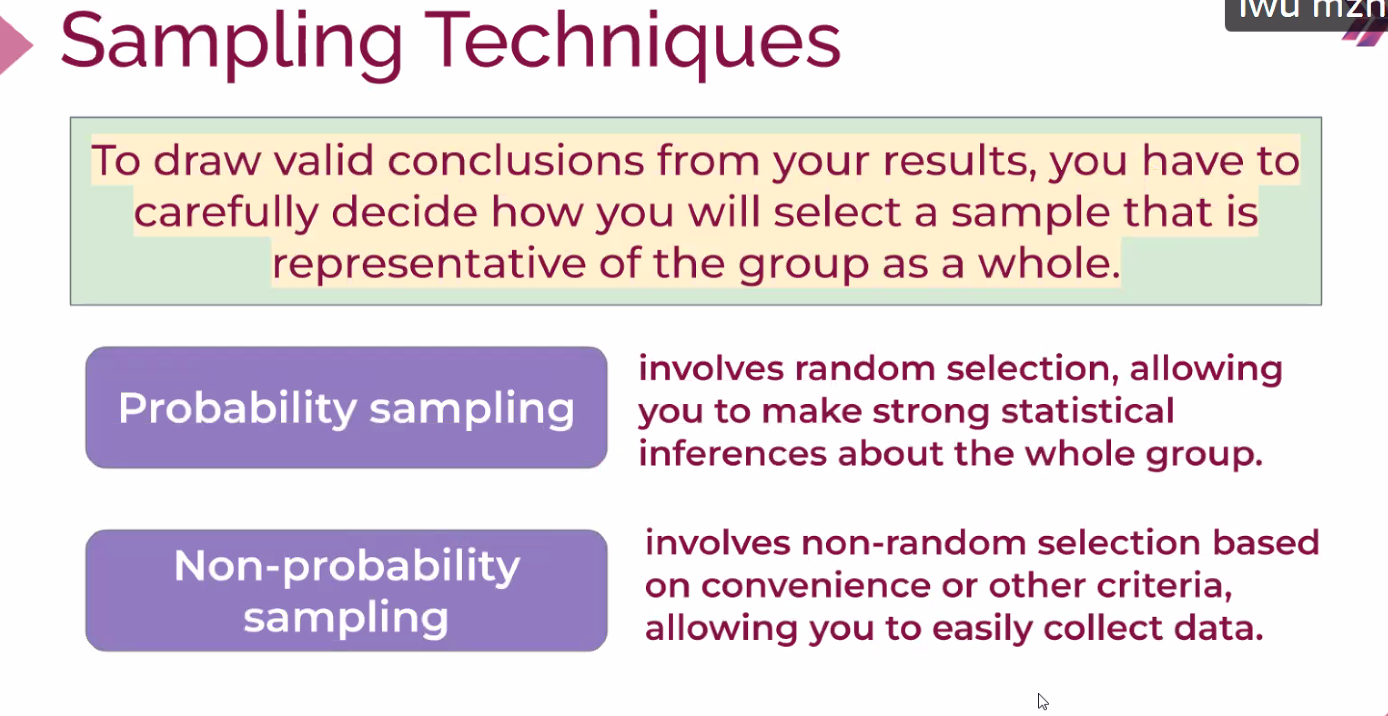 Sampling Techniques
To draw valid conclusions from your results, you have to
carefully decide how you will select a sample that is
representative of the group as a whole.
Probability sampling
involves random selection, allowing
you to make strong statistical
inferences about the whole group.
Non-probability
sampling
involves non-random selection based
on convenience or other criteria,
allowing you to easily collect data.